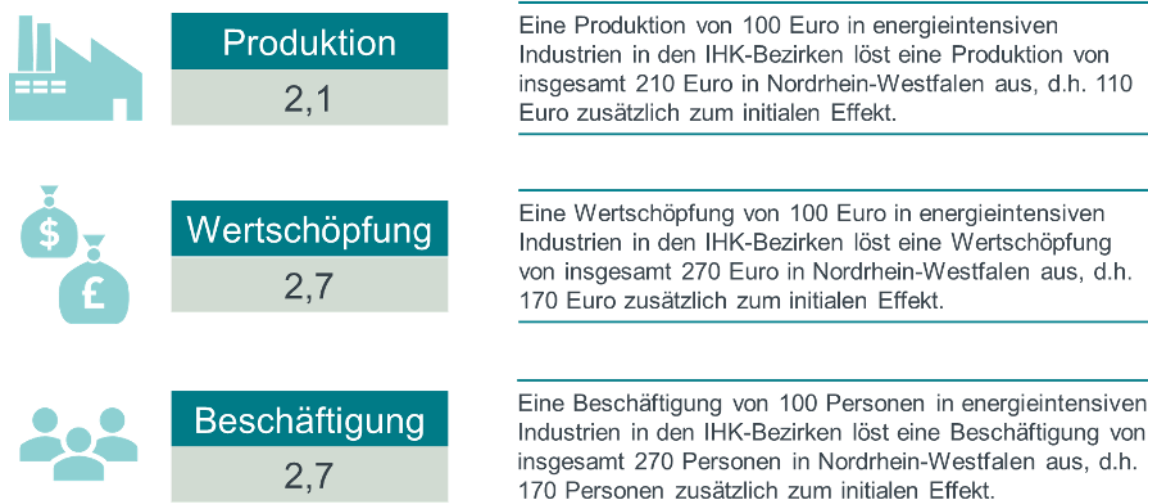 Produktion
2,1
Eine Produktion von 100 Euro in energieintensiven
Industrien in den IHK-Bezirken löst eine Produktion von
insgesamt 210 Euro in Nordrhein-Westfalen aus, d.h. 110
Euro zusätzlich zum initialen Effekt.
$
£
Wertschöpfung
2,7
Eine Wertschöpfung von 100 Euro in energieintensiven
Industrien in den IHK-Bezirken löst eine Wertschöpfung
von insgesamt 270 Euro in Nordrhein-Westfalen aus, d.h.
170 Euro zusätzlich zum initialen Effekt.
Beschäftigung
2,7
Eine Beschäftigung von 100 Personen in energieintensiven
Industrien in den IHK-Bezirken löst eine Beschäftigung von
insgesamt 270 Personen in Nordrhein-Westfalen aus, d.h.
170 Personen zusätzlich zum initialen Effekt.